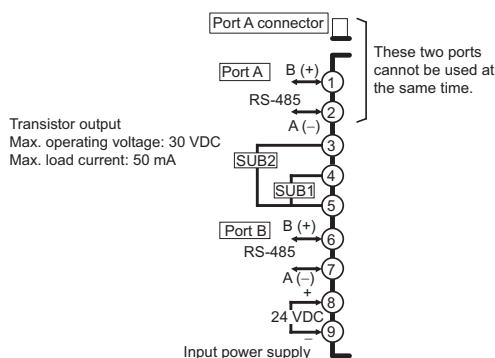 Port A connector
These two ports
cannot be used at
the same time.
Port A
B (+)
1
RS-485
2
A (−)
Transistor output
Max. operating voltage: 30 VDC
Max. load current: 50 mA
3
SUB2
4
SUB1
5
Port B
B (+)
6
RS-485
7
A (−)
+
8
24 VDC
9
−
Input power supply